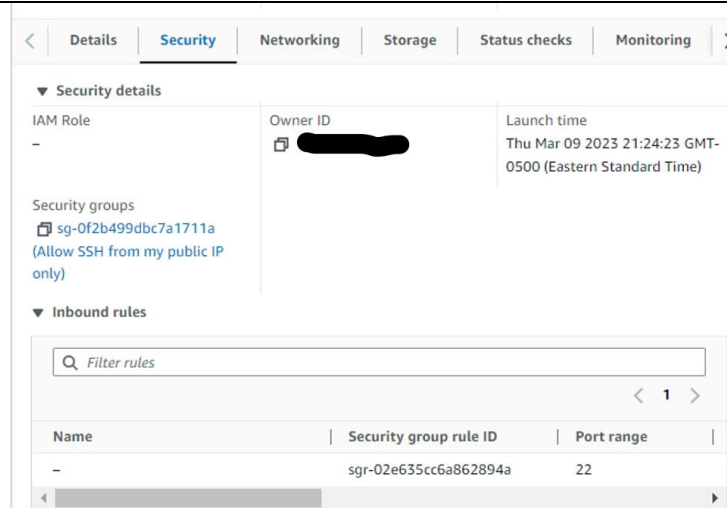 Details Security Networking Storage Status checks Monitoring
Security details
IAM Role
–
Owner ID
Launch time
Thu Mar 09 2023 21:24:23 GMT-
0500 (Eastern Standard Time)
Security groups
sg-0f2b499dbc7a1711a
(Allow SSH from my public IP
only)
Inbound rules
Filter rules
1
Name Security group rule ID Port range
– sgr-02e635cc6a862894a 22